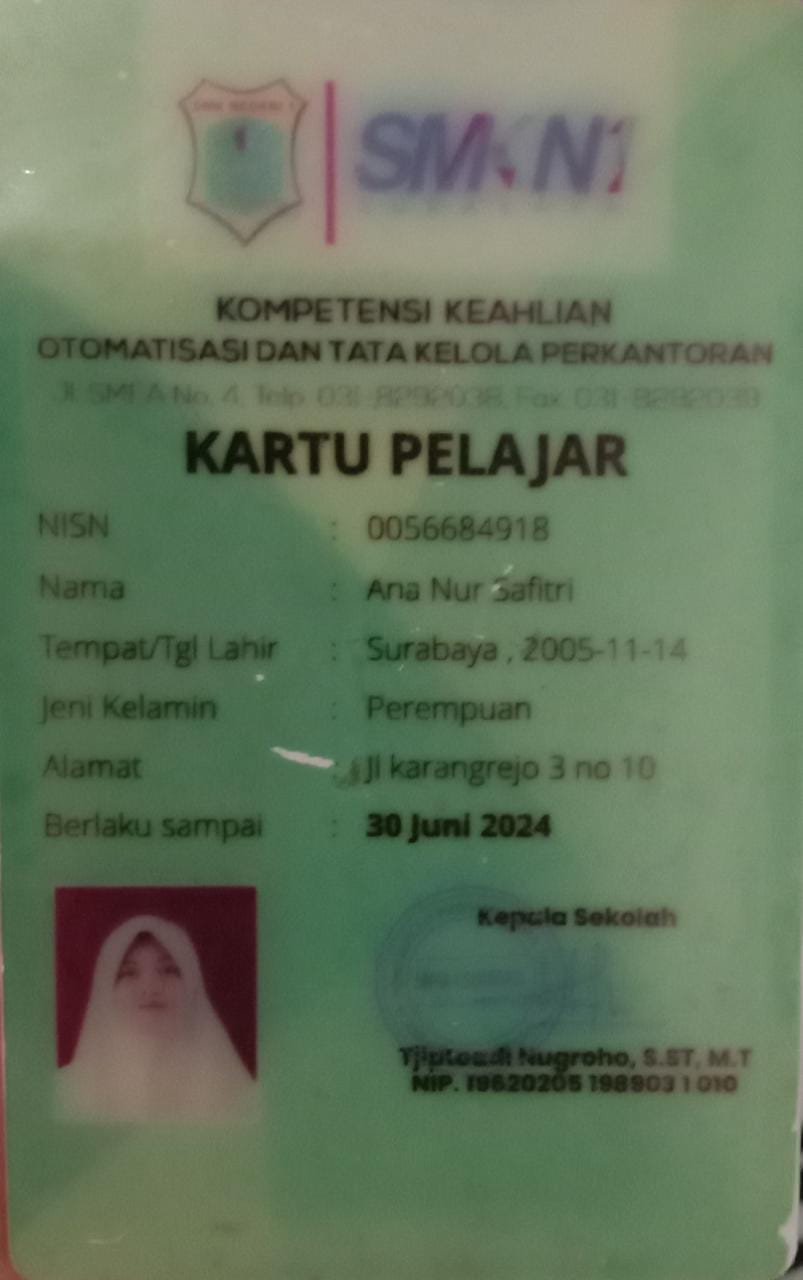 SMK NEGERI 1
SMKN1
KOMPETENSI KEAHLIAN
OTOMATISASI DAN TATA KELOLA PERKANTORAN
Jl. SMEA No. 4, Telp. 031-8292038, Fax. 031-8292039
KARTU PELAJAR
NISN : 0056684918
Nama : Ana Nur Safitri
Tempat/Tgl Lahir : Surabaya , 2005-11-14
Jeni Kelamin : Perempuan
Alamat : Jl karangrejo 3 no 10
Berlaku sampai : 30 Juni 2024
Kepala Sekolah
Nugroho, S.ST, M.T
NIP. 19620205 198903 1 010